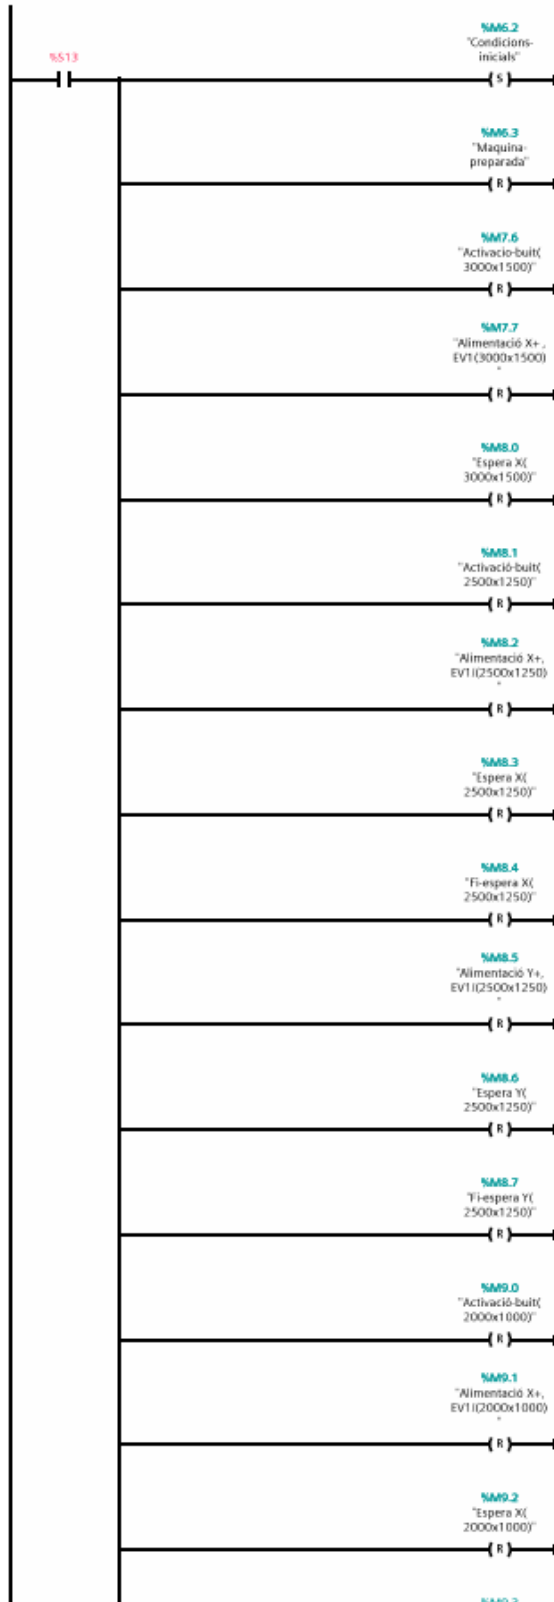 %M6.2
"Condicions-
inicials"
%S13
( S )
%M6.3
"Maquina-
preparada"
( R )
%M7.6
"Activacio-buit(
3000x1500)"
( R )
%M7.7
"Alimentació X+ ,
EV1(3000x1500)
"
( R )
%M8.0
"Espera X(
3000x1500)"
( R )
%M8.1
"Activació-buit(
2500x1250)"
( R )
%M8.2
"Alimentació X+,
EV1I(2500x1250)
"
( R )
%M8.3
"Espera X(
2500x1250)"
( R )
%M8.4
"Fi-espera X(
2500x1250)"
( R )
%M8.5
"Alimentació Y+,
EV1I(2500x1250)
"
( R )
%M8.6
"Espera Y(
2500x1250)"
( R )
%M8.7
"Fi-espera Y(
2500x1250)"
( R )
%M9.0
"Activació-buit(
2000x1000)"
( R )
%M9.1
"Alimentació X+,
EV1I(2000x1000)
"
( R )
%M9.2
"Espera X(
2000x1000)"
( R )
%M9.3